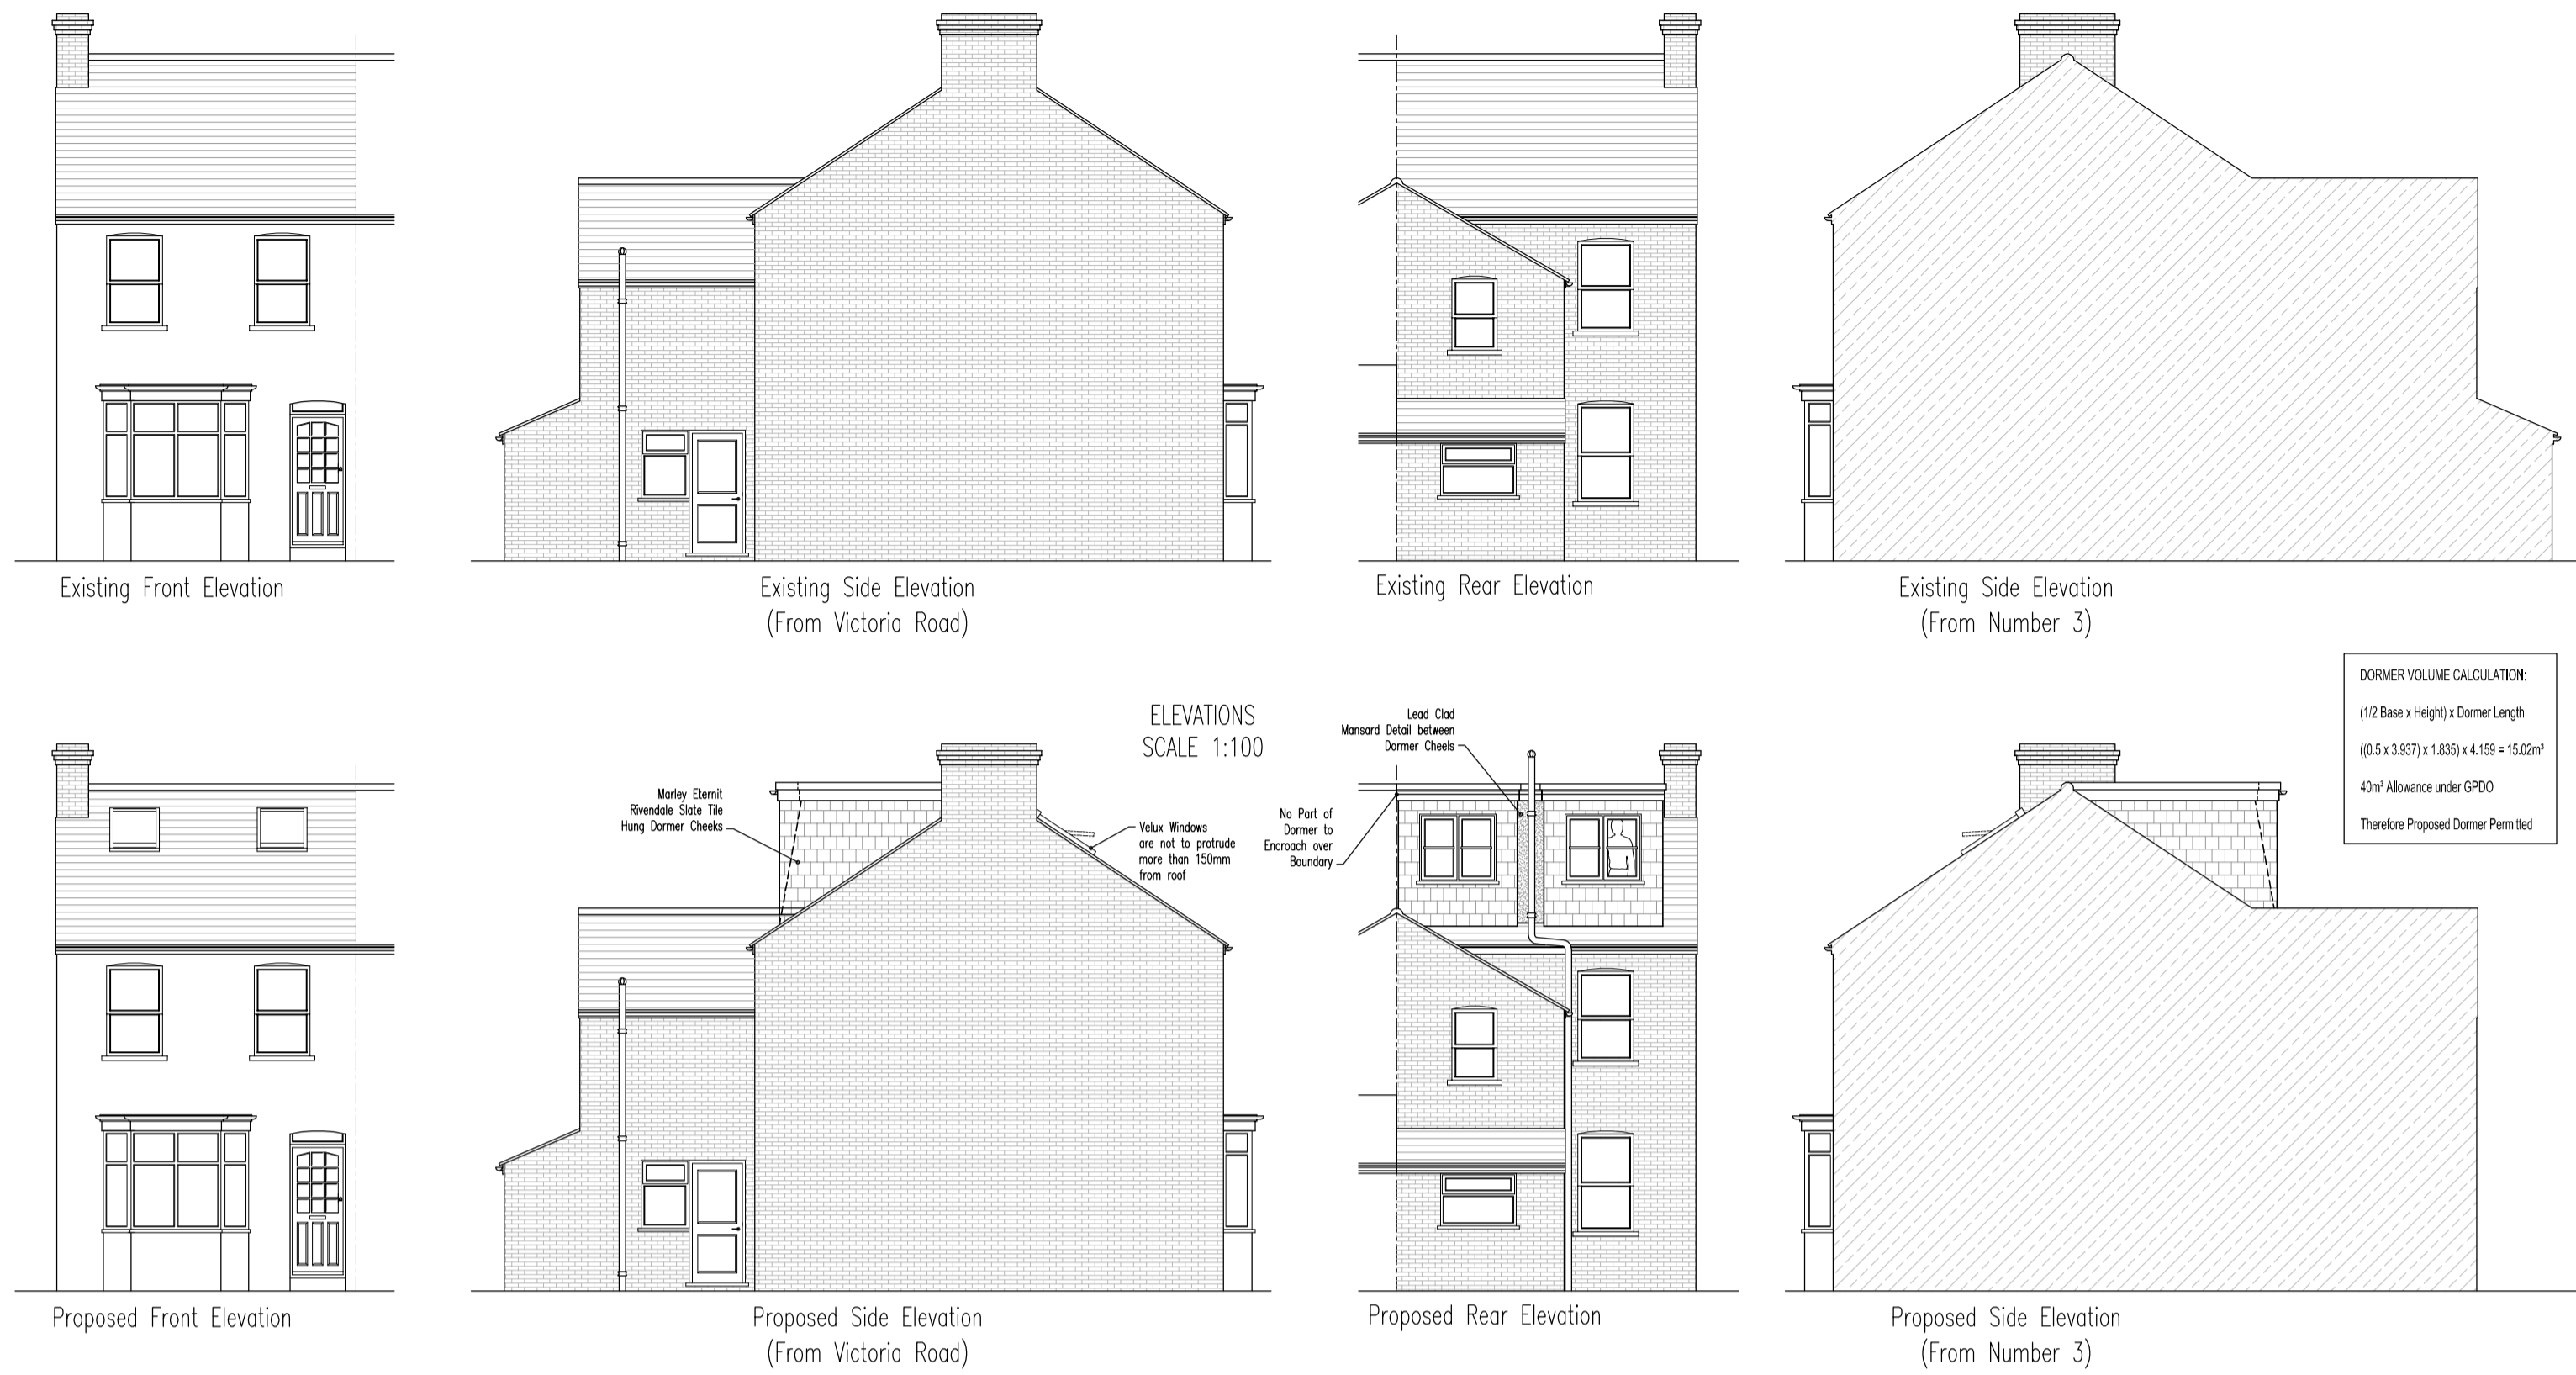 Existing Front Elevation
Existing Side Elevation
(From Victoria Road)
Existing Rear Elevation
Existing Side Elevation
(From Number 3)
ELEVATIONS
SCALE 1:100
DORMER VOLUME CALCULATION:
(1/2 Base x Height) x Dormer Length
((0.5 x 3.937) x 1.835) x 4.159 = 15.02m³
40m³ Allowance under GPDO
Therefore Proposed Dormer Permitted
Marley Eternit
Rivendale Slate Tile
Hung Dormer Cheeks
Velux Windows
are not to protrude
more than 150mm
from roof
Lead Clad
Mansard Detail between
Dormer Cheels
No Part of
Dormer to
Encroach over
Boundary
Proposed Front Elevation
Proposed Side Elevation
(From Victoria Road)
Proposed Rear Elevation
Proposed Side Elevation
(From Number 3)